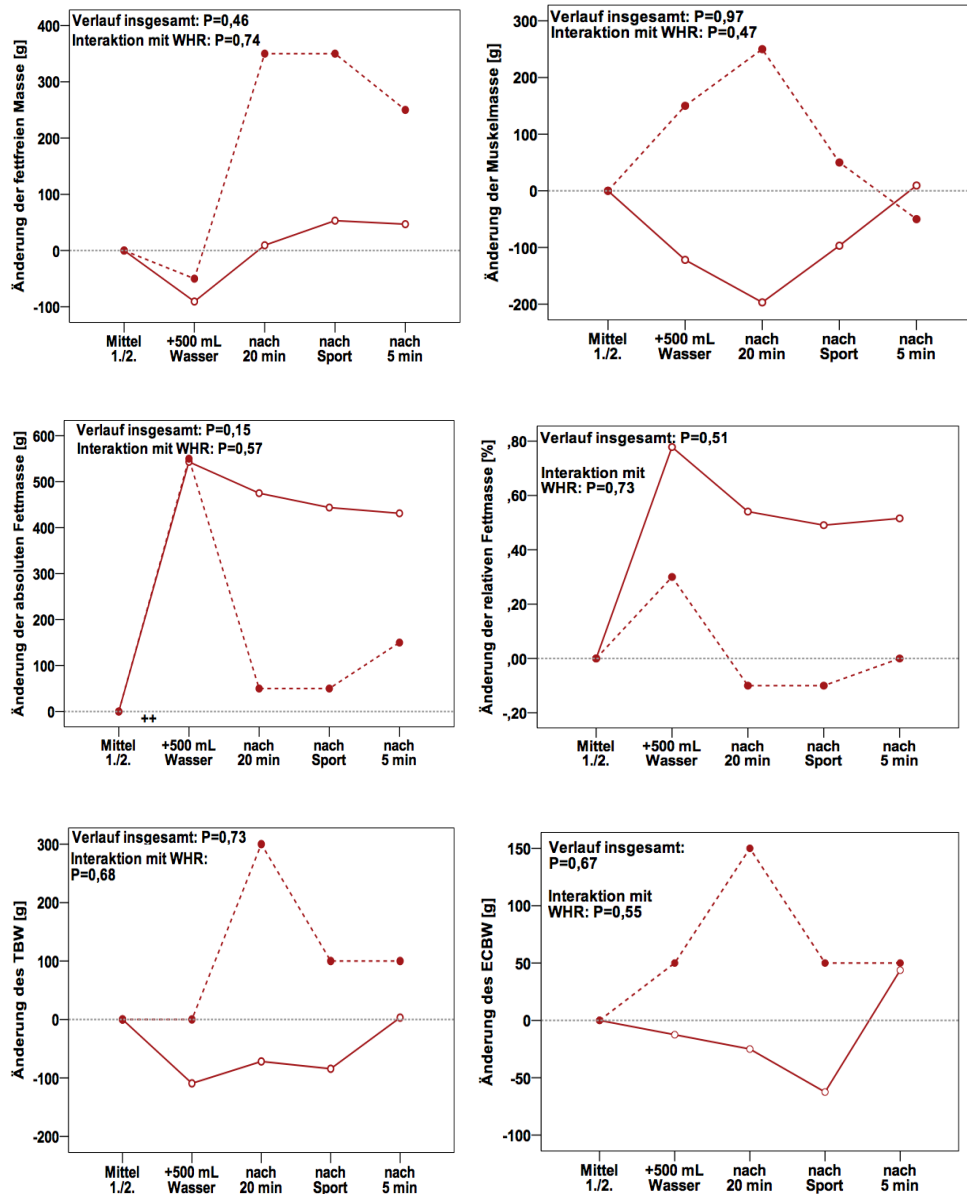 Verlauf insgesamt: P=0,46
Interaktion mit WHR: P=0,74
Änderung der fettfreien Masse [g]
400
300
200
100
0
-100
Mittel 1./2.
+500 mL Wasser
nach 20 min
nach Sport
nach 5 min
Verlauf insgesamt: P=0,97
Interaktion mit WHR: P=0,47
Änderung der Muskelmasse [g]
300
200
100
0
-100
-200
Mittel 1./2.
+500 mL Wasser
nach 20 min
nach Sport
nach 5 min
Verlauf insgesamt: P=0,15
Interaktion mit WHR: P=0,57
Änderung der absoluten Fettmasse [g]
600
500
400
300
200
100
0
++
Mittel 1./2.
+500 mL Wasser
nach 20 min
nach Sport
nach 5 min
Verlauf insgesamt: P=0,51
Interaktion mit
WHR: P=0,73
Änderung der relativen Fettmasse [%]
,80
,60
,40
,20
,00
-,20
Mittel 1./2.
+500 mL Wasser
nach 20 min
nach Sport
nach 5 min
Verlauf insgesamt: P=0,73
Interaktion mit WHR:
P=0,68
Änderung des TBW [g]
300
200
100
0
-100
-200
Mittel 1./2.
+500 mL Wasser
nach 20 min
nach Sport
nach 5 min
Verlauf insgesamt:
P=0,67
Interaktion mit
WHR: P=0,55
Änderung des ECBW [g]
150
100
50
0
-50
-100
Mittel 1./2.
+500 mL Wasser
nach 20 min
nach Sport
nach 5 min